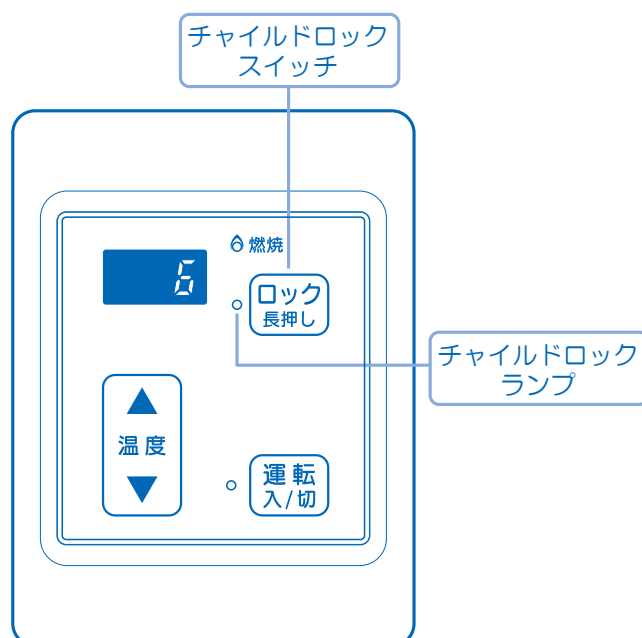 チャイルドロック
スイッチ
燃焼
6
ロック
長押し
チャイルドロック
ランプ
温度
運転
入/切